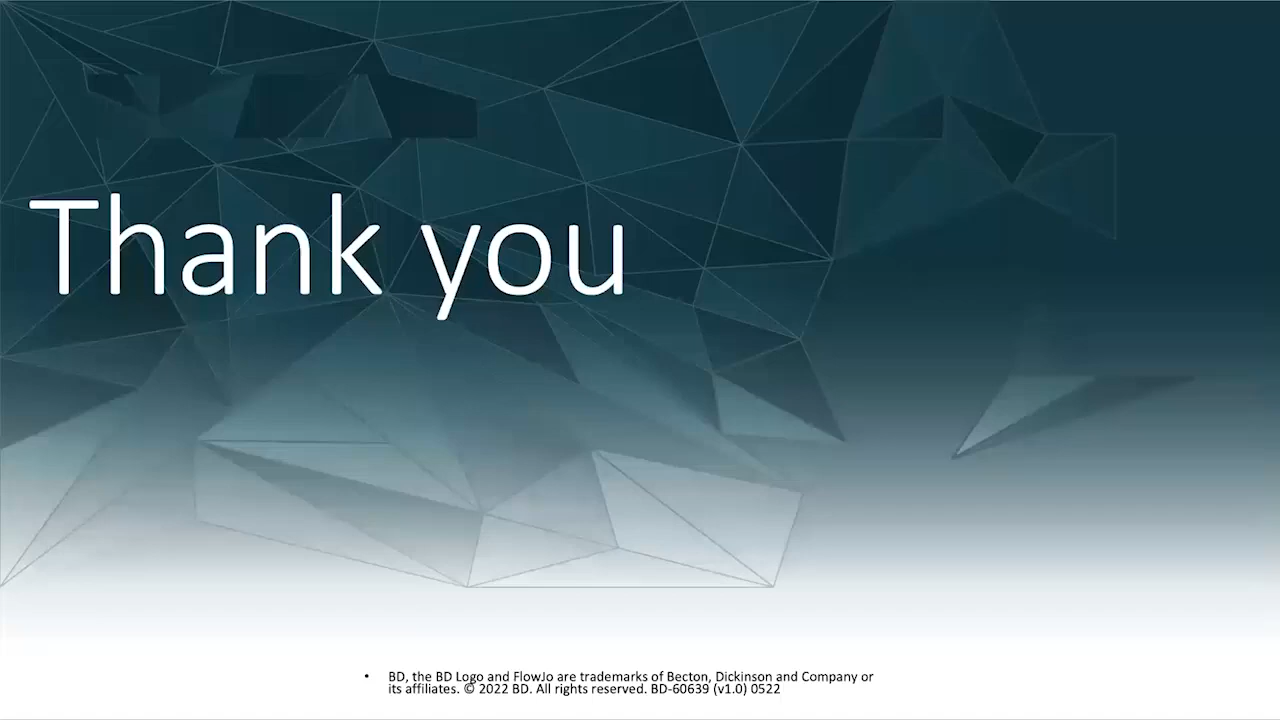 Thank you
• BD, the BD Logo and FlowJo are trademarks of Becton, Dickinson and Company or
its affiliates. © 2022 BD. All rights reserved. BD-60639 (v1.0) 0522